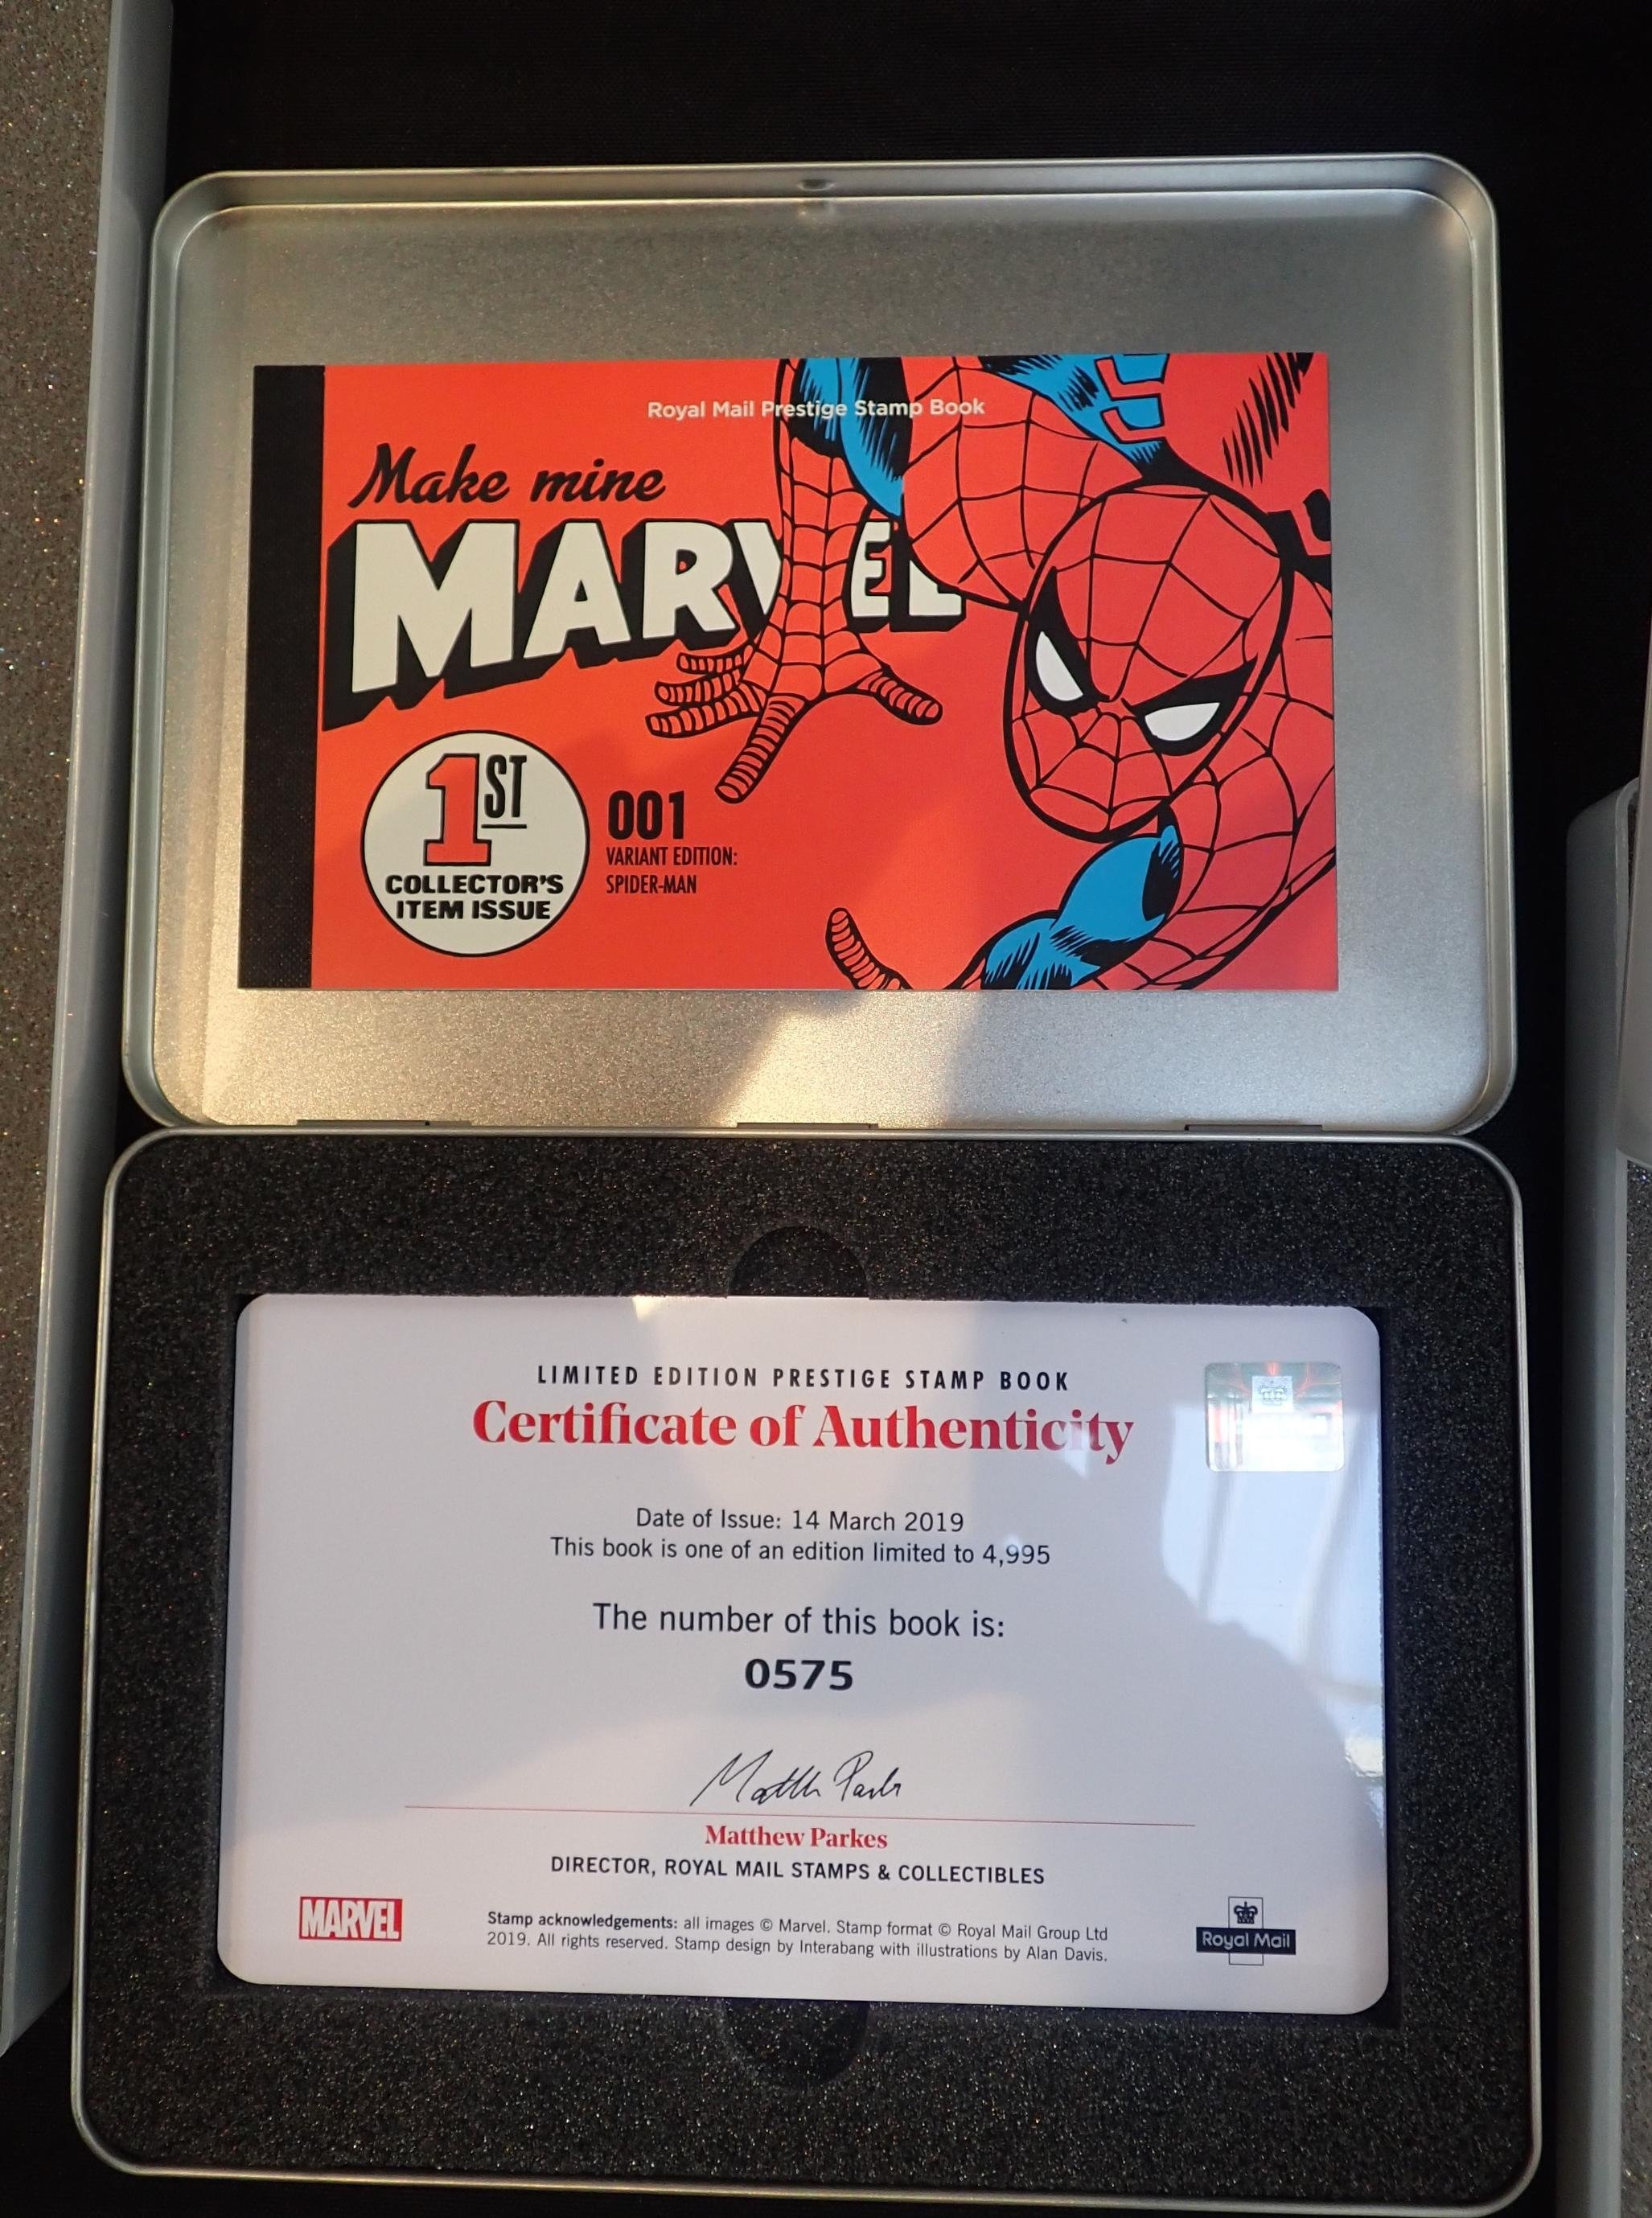 Royal Mail Prestige Stamp Book
Make mine
MARVEL
1ST
COLLECTOR'S
ITEM ISSUE
001
VARIANT EDITION:
SPIDER-MAN
LIMITED EDITION PRESTIGE STAMP BOOK
Certificate of Authenticity
Date of Issue: 14 March 2019
This book is one of an edition limited to 4,995
The number of this book is:
0575
Matthew Parkes
DIRECTOR, ROYAL MAIL STAMPS & COLLECTIBLES
MARVEL
Stamp acknowledgements: all images © Marvel. Stamp format © Royal Mail Group Ltd
2019. All rights reserved. Stamp design by Interabang with illustrations by Alan Davis.
Royal Mail